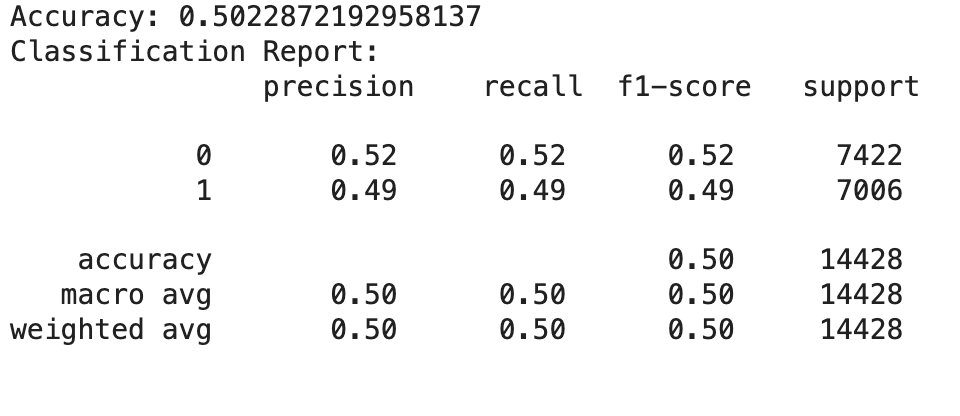 Accuracy: 0.5022872192958137
Classification Report:
precision recall f1-score support
0 0.52 0.52 0.52 7422
1 0.49 0.49 0.49 7006
accuracy 0.50 14428
macro avg 0.50 0.50 0.50 14428
weighted avg 0.50 0.50 0.50 14428